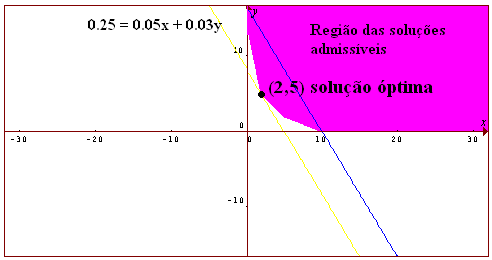 0.25 = 0.05x + 0.03y
y
Região das soluções
admissíveis
10
(2,5) solução óptima
0
x
-30
-20
-10
10
20
30
-10